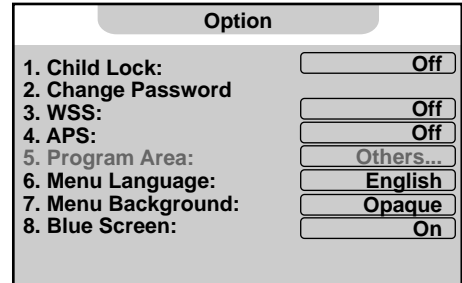 Option
1. Child Lock: Off
2. Change Password
3. WSS: Off
4. APS: Off
5. Program Area: Others...
6. Menu Language: English
7. Menu Background: Opaque
8. Blue Screen: On